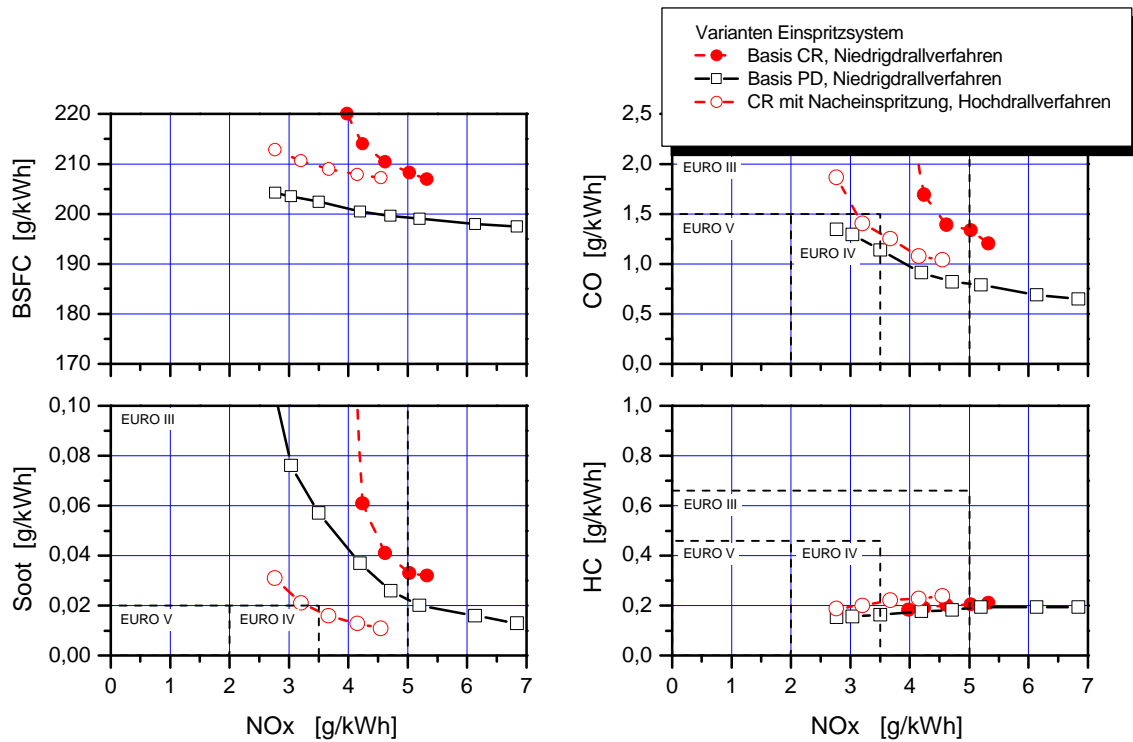 Varianten Einspritzsystem
Basis CR, Niedrigdrallverfahren
Basis PD, Niedrigdrallverfahren
CR mit Nacheinspritzung, Hochdrallverfahren
BSFC [g/kWh]
220
210
200
190
180
170
CO [g/kWh]
2,5
2,0
1,5
1,0
0,5
0,0
EURO III
EURO V
EURO IV
Soot [g/kWh]
0,10
0,08
0,06
0,04
0,02
0,00
EURO III
EURO V
EURO IV
0 1 2 3 4 5 6 7
NOx [g/kWh]
HC [g/kWh]
1,0
0,8
0,6
0,4
0,2
0,0
EURO III
EURO V
EURO IV
0 1 2 3 4 5 6 7
NOx [g/kWh]